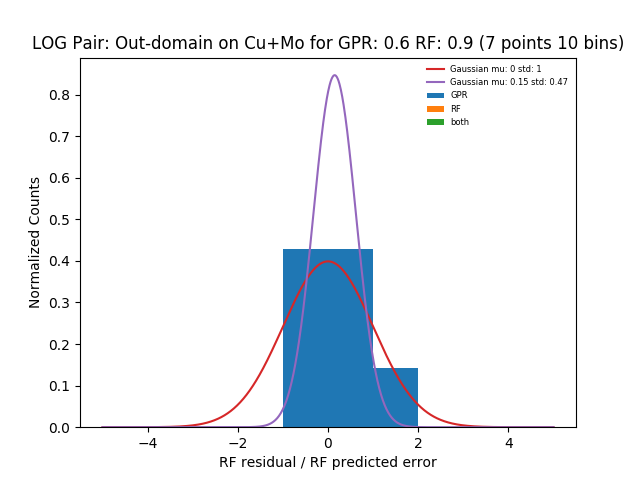 LOG Pair: Out-domain on Cu+Mo for GPR: 0.6 RF: 0.9 (7 points 10 bins)
Gaussian mu: 0 std: 1
Gaussian mu: 0.15 std: 0.47
GPR
RF
both
Normalized Counts
0.8
0.7
0.6
0.5
0.4
0.3
0.2
0.1
0.0
−4 −2 0 2 4
RF residual / RF predicted error